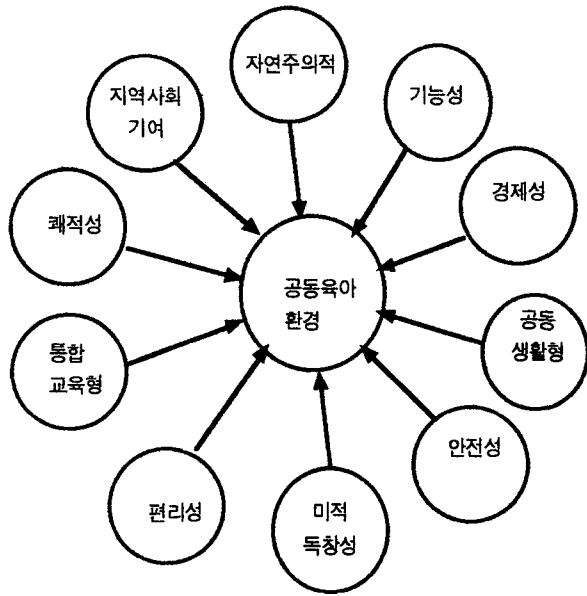 자연주의적
지역사회
기여
기능성
경제성
쾌적성
공동육아
환경
공동
생활형
통합
교육형
안전성
편리성
미적
독창성